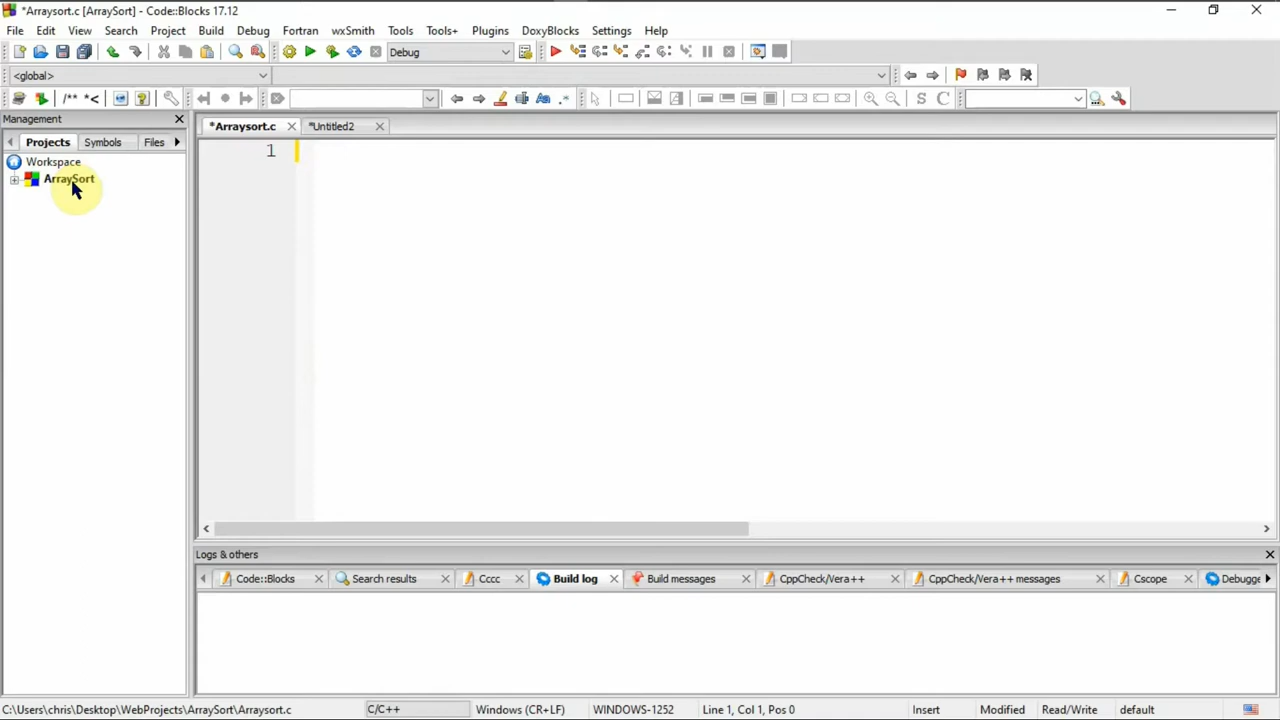 *Arraysort.c [ArraySort] - Code::Blocks 17.12
File Edit View Search Project Build Debug Fortran wxSmith Tools Tools+ Plugins DoxyBlocks Settings Help
Debug
<global>
/** *<
S C
Management
Projects Symbols Files
*Arraysort.c *Untitled2
Workspace
ArraySort
1
Logs & others
Code::Blocks Search results Cccc Build log Build messages CppCheck/Vera++ CppCheck/Vera++ messages Cscope Debugge
C:\Users\chris\Desktop\WebProjects\ArraySort\Arraysort.c C/C++ Windows (CR+LF) WINDOWS-1252 Line 1, Col 1, Pos 0 Insert Modified Read/Write default